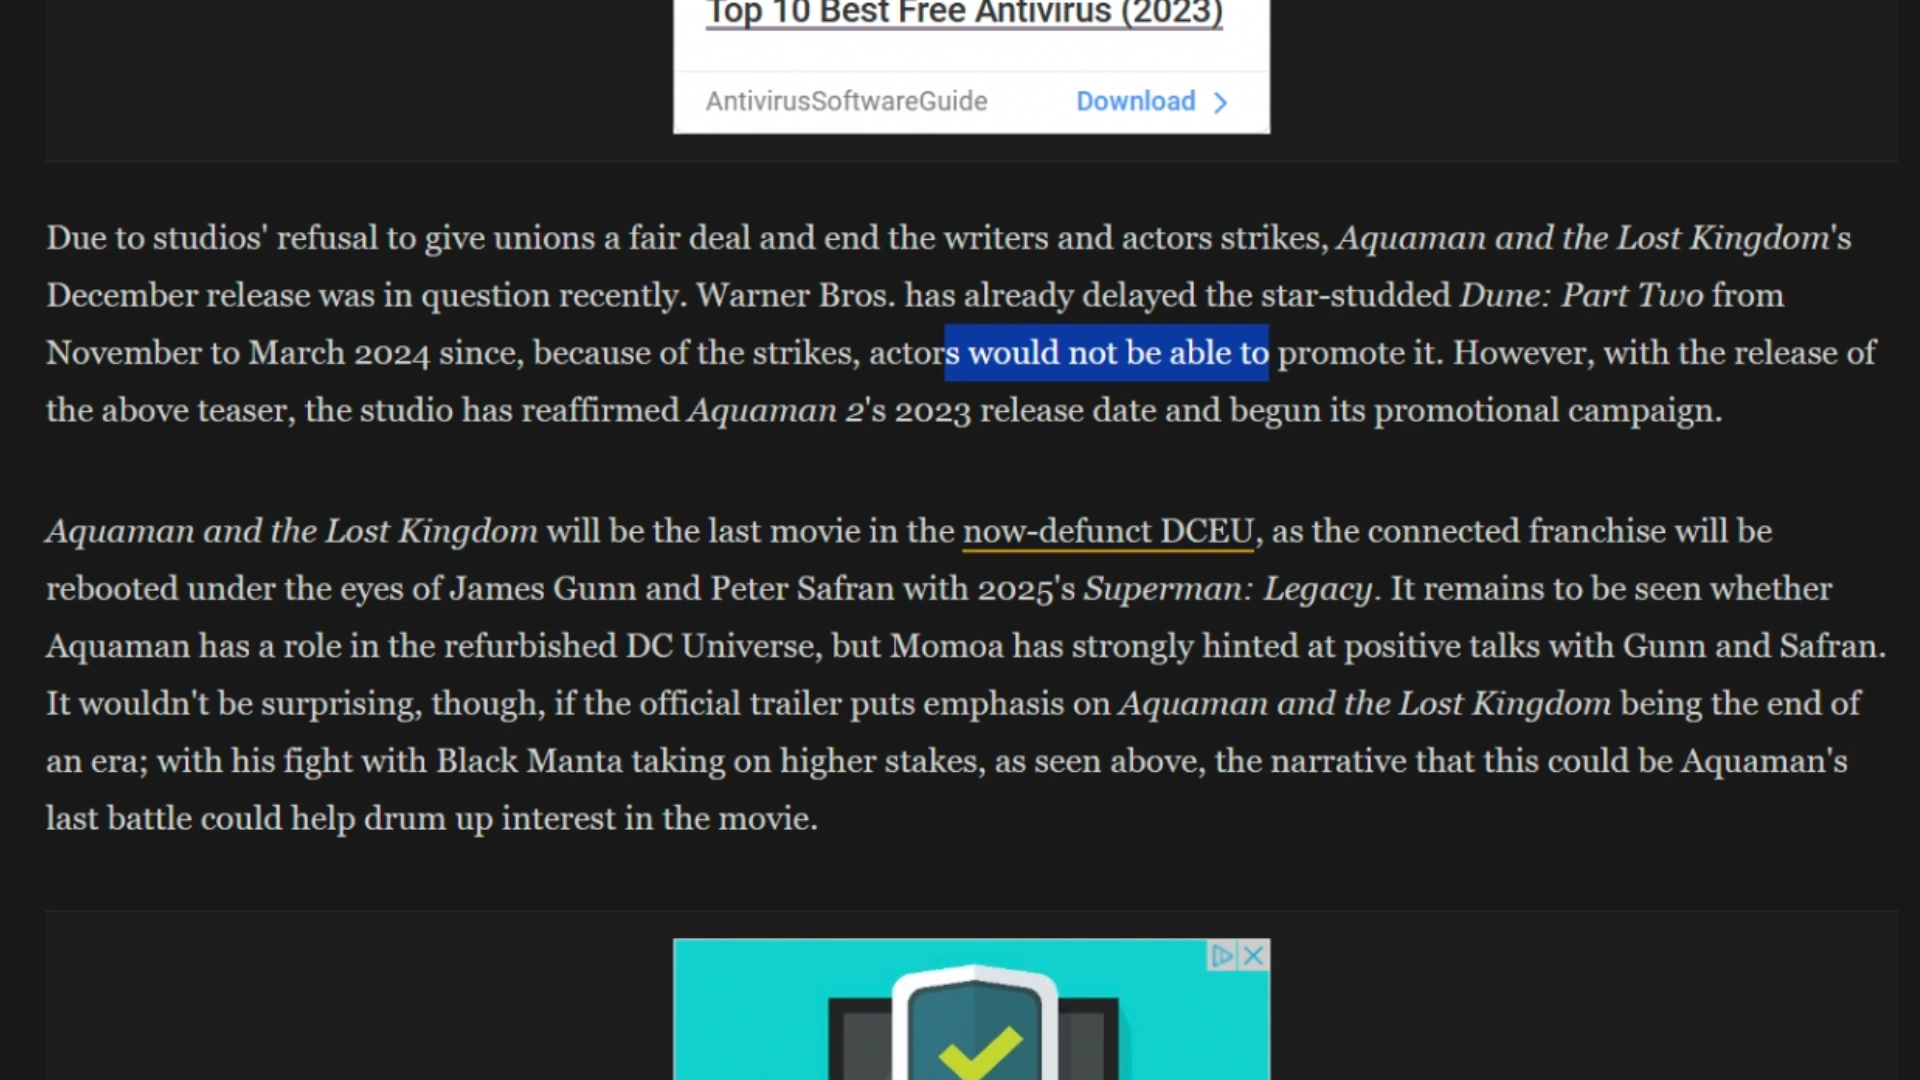 Top 10 Best Free Antivirus (2023)
AntivirusSoftwareGuide
Download
Due to studios' refusal to give unions a fair deal and end the writers and actors strikes, Aquaman and the Lost Kingdom's
December release was in question recently. Warner Bros. has already delayed the star-studded Dune: Part Two from
November to March 2024 since, because of the strikes, actors would not be able to promote it. However, with the release of
the above teaser, the studio has reaffirmed Aquaman 2's 2023 release date and begun its promotional campaign.
Aquaman and the Lost Kingdom will be the last movie in the now-defunct DCEU, as the connected franchise will be
rebooted under the eyes of James Gunn and Peter Safran with 2025's Superman: Legacy. It remains to be seen whether
Aquaman has a role in the refurbished DC Universe, but Momoa has strongly hinted at positive talks with Gunn and Safran.
It wouldn't be surprising, though, if the official trailer puts emphasis on Aquaman and the Lost Kingdom being the end of
an era; with his fight with Black Manta taking on higher stakes, as seen above, the narrative that this could be Aquaman's
last battle could help drum up interest in the movie.